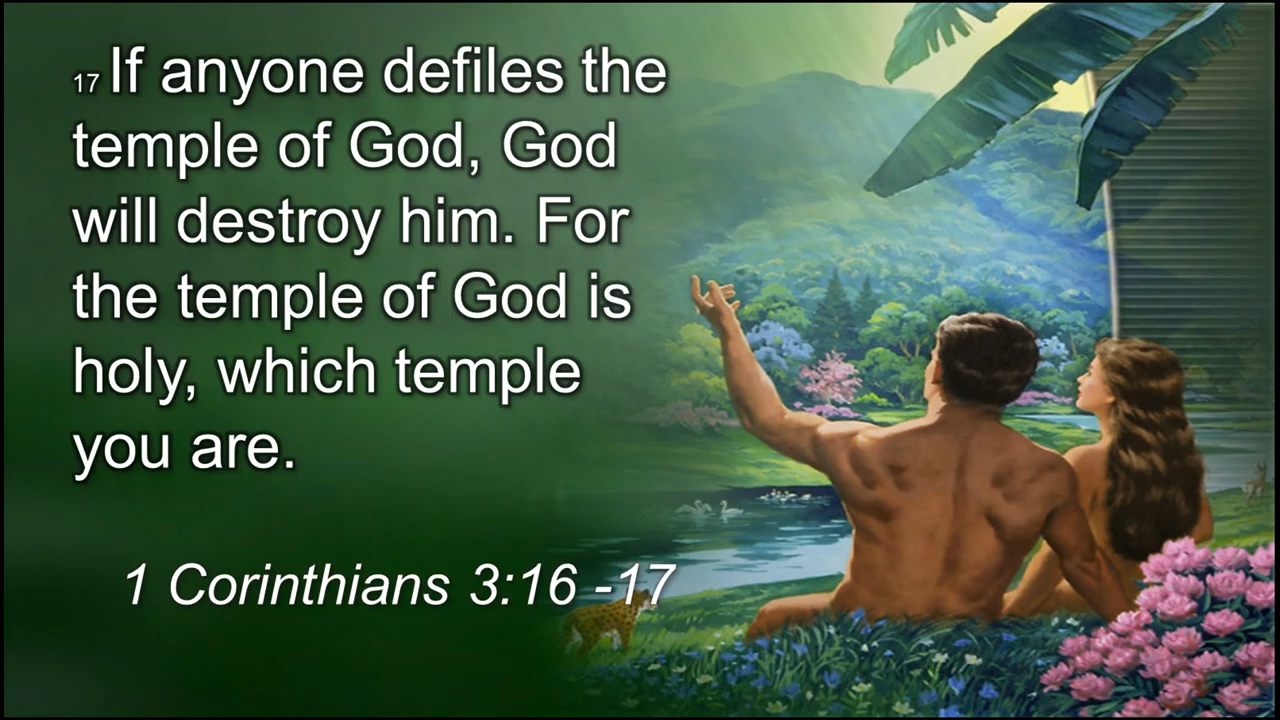 17 If anyone defiles the
temple of God, God
will destroy him. For
the temple of God is
holy, which temple
you are.
1 Corinthians 3:16 -17